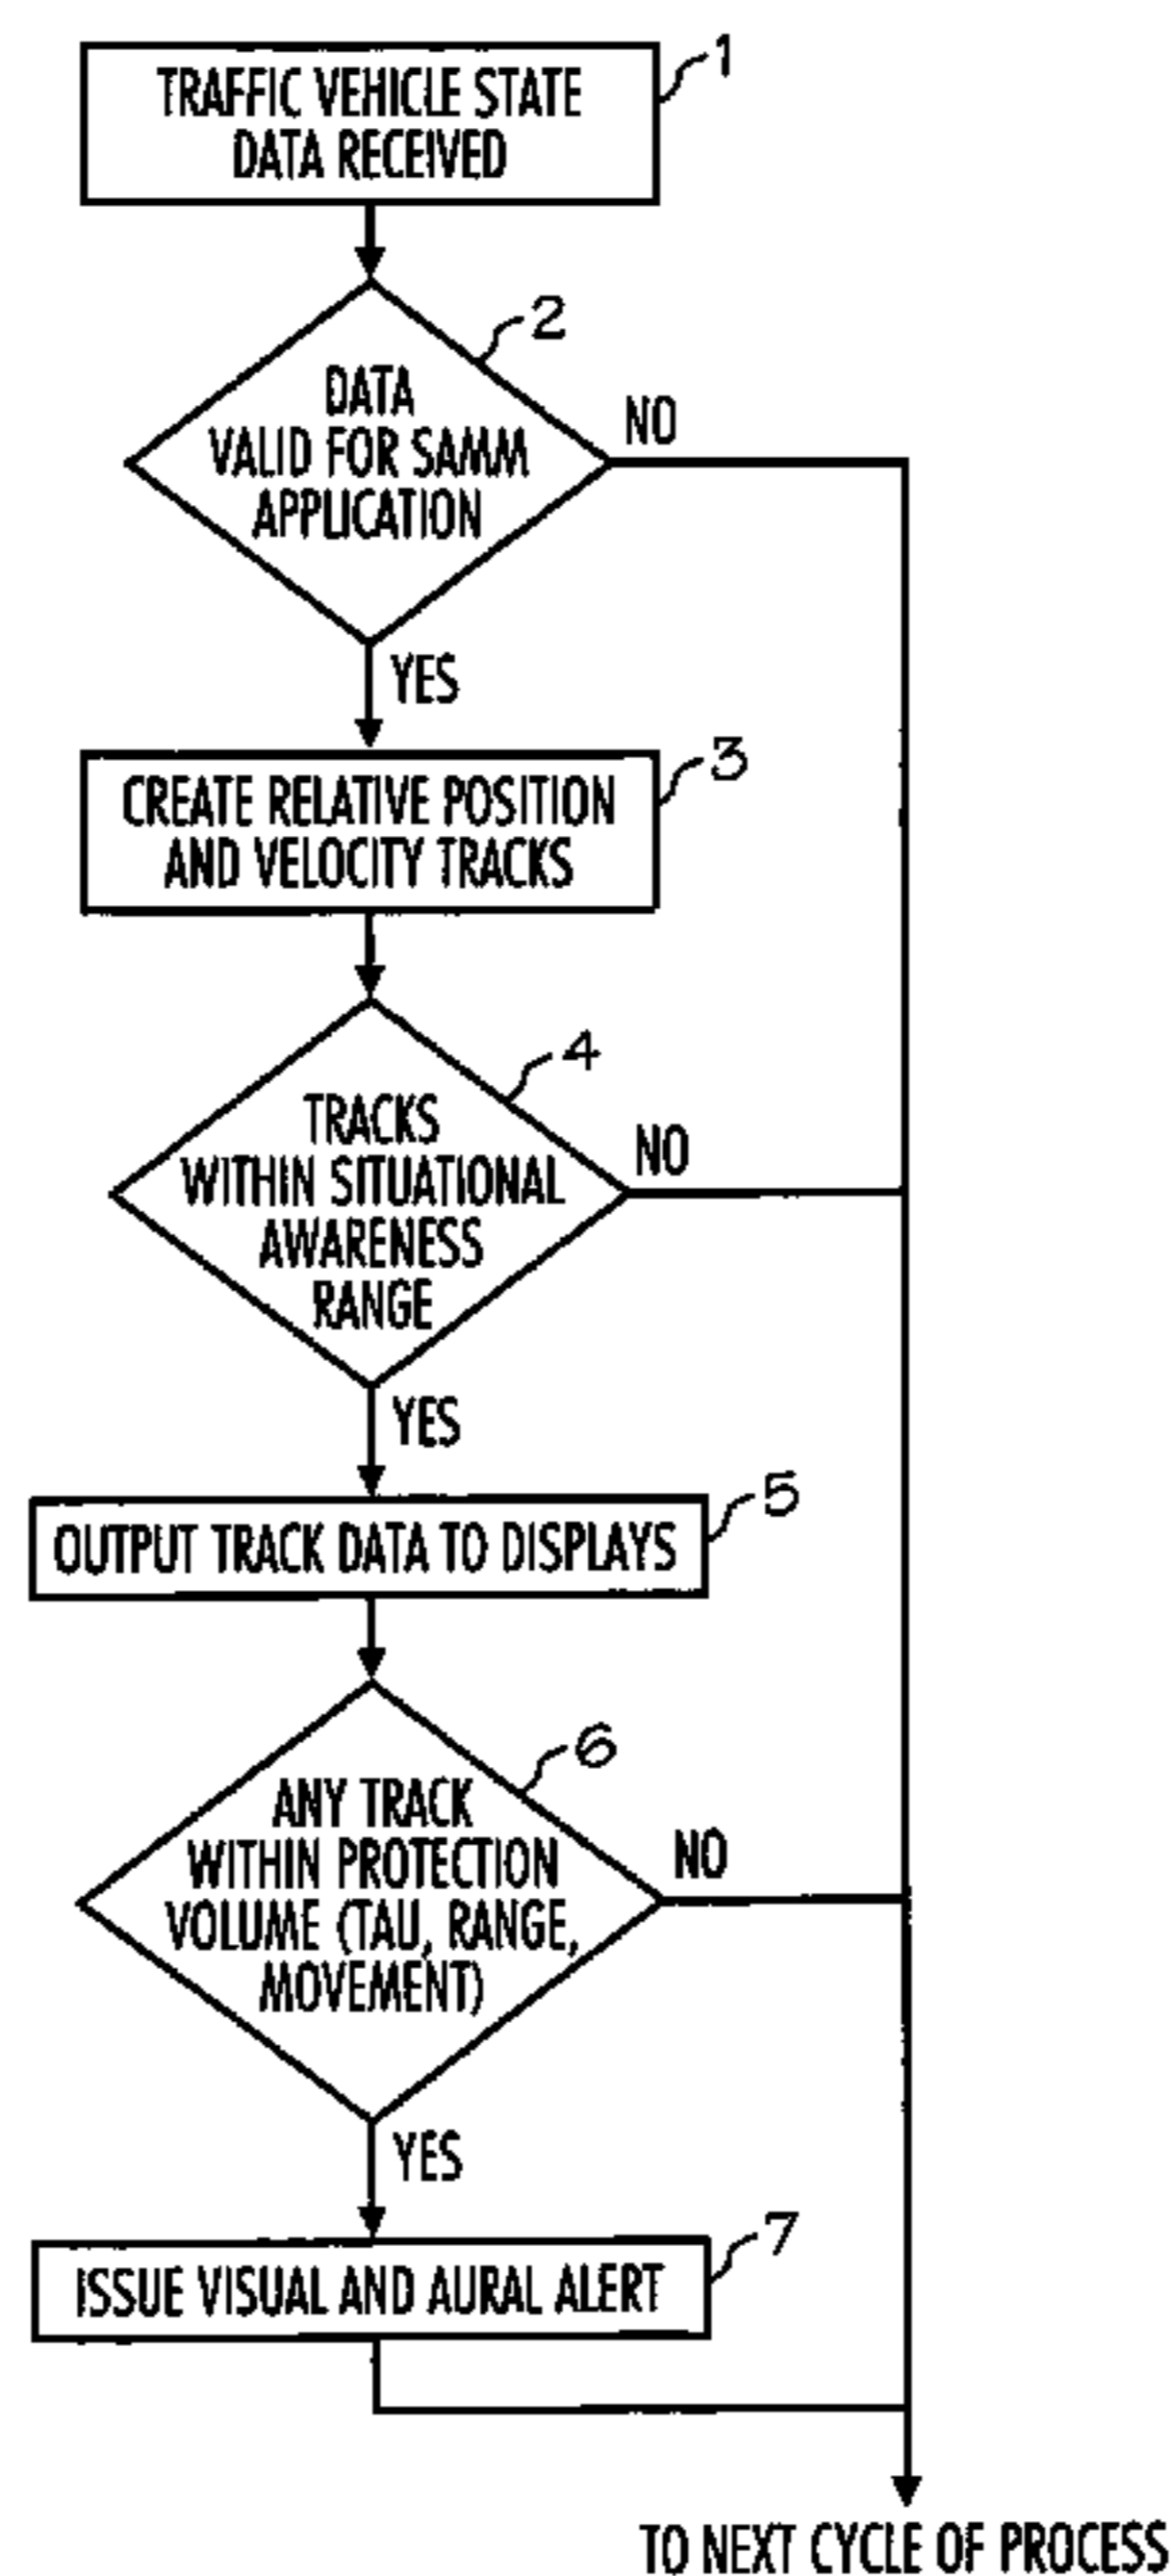 1
TRAFFIC VEHICLE STATE
DATA RECEIVED
2
DATA
VALID FOR SAMM
APPLICATION
NO
YES
3
CREATE RELATIVE POSITION
AND VELOCITY TRACKS
4
TRACKS
WITHIN SITUATIONAL
AWARENESS
RANGE
NO
YES
5
OUTPUT TRACK DATA TO DISPLAYS
6
ANY TRACK
WITHIN PROTECTION
VOLUME (TAU, RANGE,
MOVEMENT)
NO
YES
7
ISSUE VISUAL AND AURAL ALERT
TO NEXT CYCLE OF PROCESS